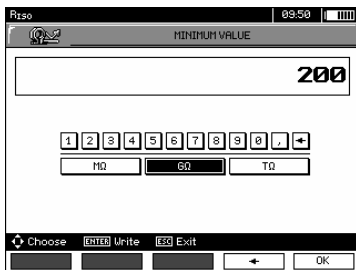 RISO 09:50
MINIMUM VALUE
200
1 2 3 4 5 6 7 8 9 0 , ←
MΩ GΩ TΩ
Choose ENTER Write ESC Exit
← OK